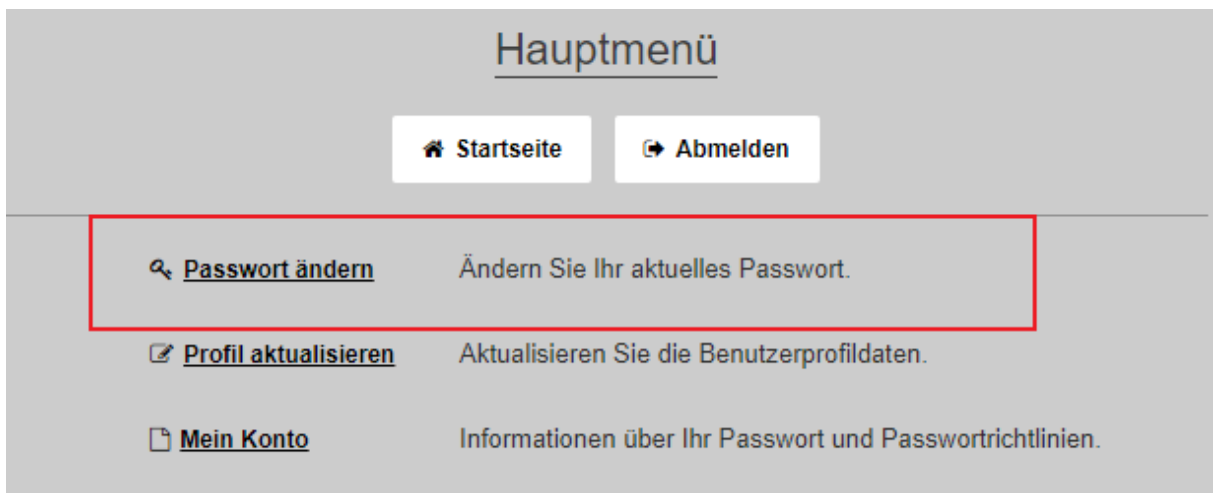 Hauptmenü
Startseite Abmelden
Passwort ändern Ändern Sie Ihr aktuelles Passwort.
Profil aktualisieren Aktualisieren Sie die Benutzerprofildaten.
Mein Konto Informationen über Ihr Passwort und Passwortrichtlinien.